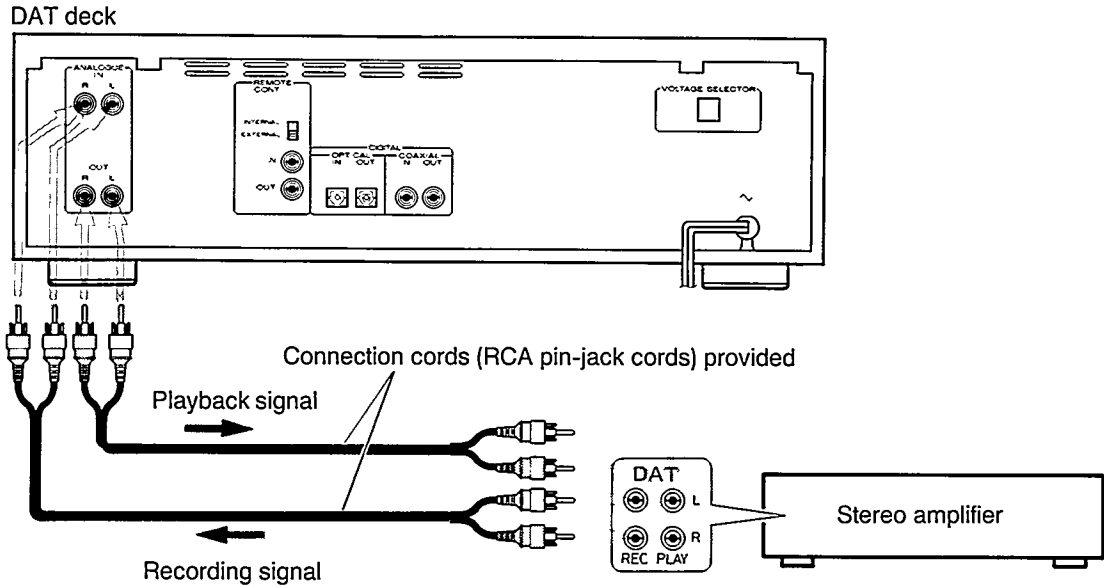 DAT deck
ANALOGUE
IN
R L
OUT
R L
REMOTE
CONT
INTERNAL
EXTERNAL
IN
OUT
DIGITAL
OPTICAL COAXIAL
IN OUT IN OUT
VOLTAGE SELECTOR
~
Connection cords (RCA pin-jack cords) provided
Playback signal
Recording signal
DAT
L
R
REC PLAY
Stereo amplifier